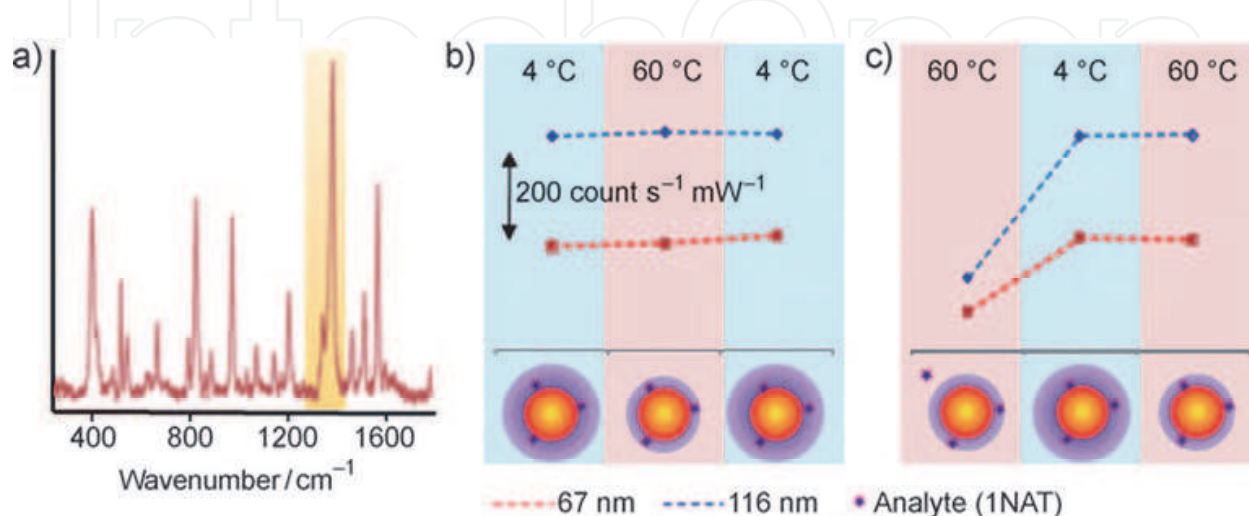 IntechOpen
a)
b)
4 °C
60 °C
4 °C
c)
60 °C
4 °C
60 °C
200 count s⁻¹ mW⁻¹
400
800
1200
1600
Wavenumber/cm⁻¹
67 nm
116 nm
Analyte (1NAT)